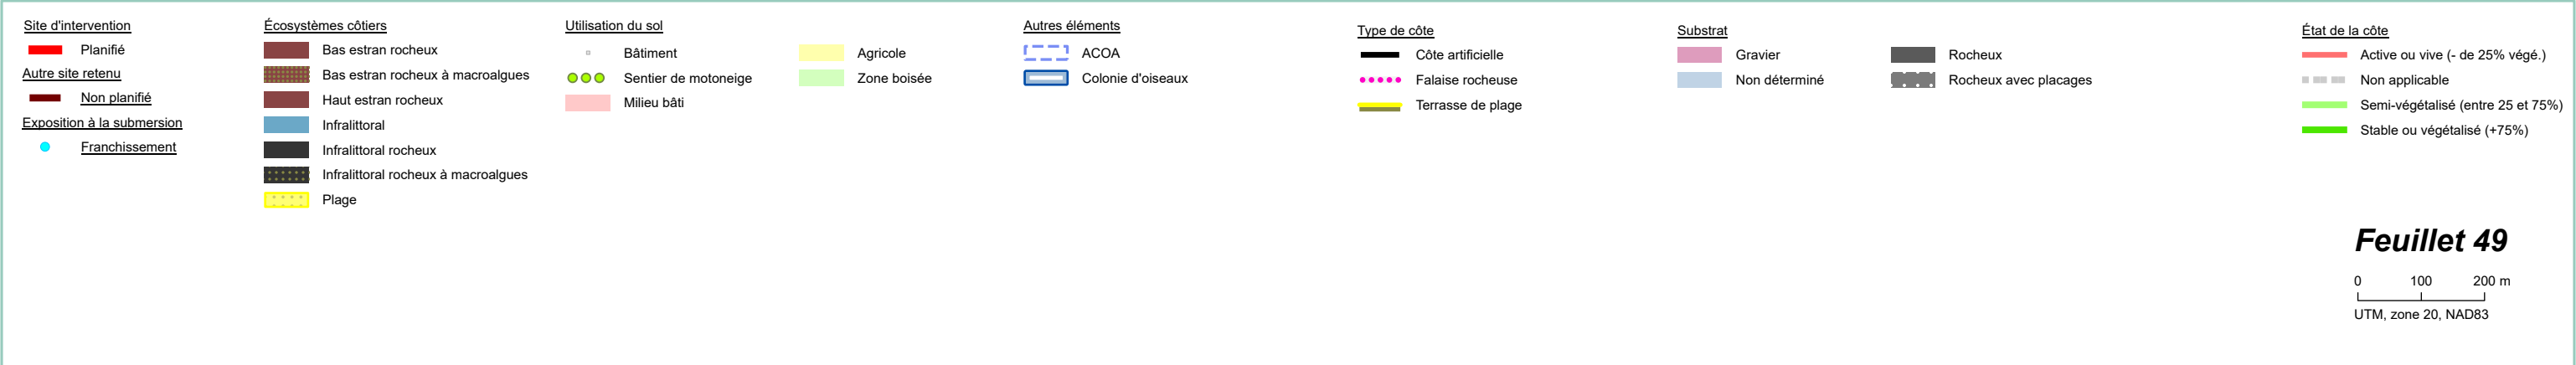 Site d'intervention
Planifié
Autre site retenu
Non planifié
Exposition à la submersion
Franchissement
Écosystèmes côtiers
Bas estran rocheux
Bas estran rocheux à macroalgues
Haut estran rocheux
Infralittoral
Infralittoral rocheux
Infralittoral rocheux à macroalgues
Plage
Utilisation du sol
Bâtiment
Sentier de motoneige
Milieu bâti
Agricole
Zone boisée
Autres éléments
ACOA
Colonie d'oiseaux
Type de côte
Côte artificielle
Falaise rocheuse
Terrasse de plage
Substrat
Gravier
Non déterminé
Rocheux
Rocheux avec placages
État de la côte
Active ou vive (- de 25% végé.)
Non applicable
Semi-végétalisé (entre 25 et 75%)
Stable ou végétalisé (+75%)
Feuillet 49
0 100 200 m
UTM, zone 20, NAD83